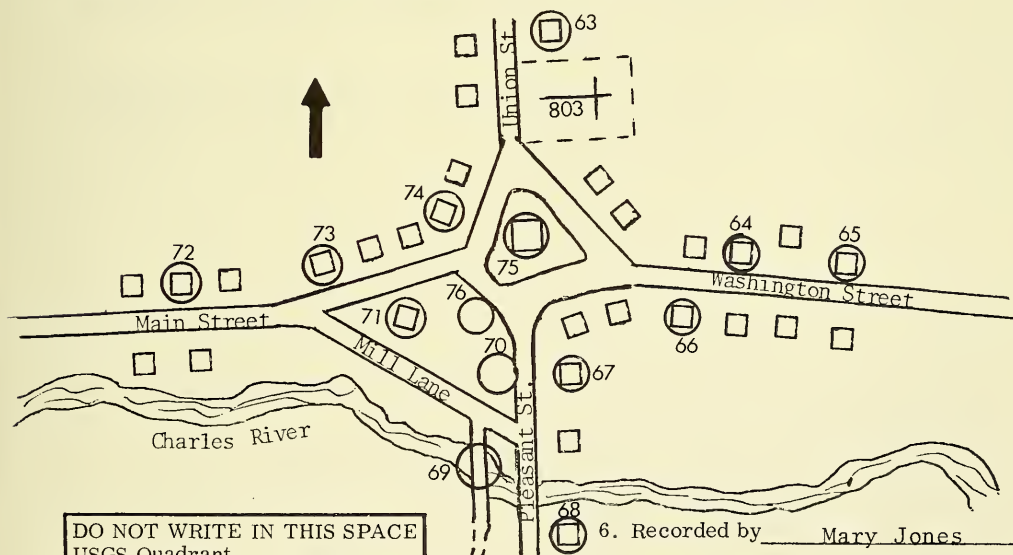 63
Union St.
803
74
73
72
75
64
65
Washington Street
76
71
Main Street
Mill Lane
70
66
67
Pleasant St.
Charles River
69
68
DO NOT WRITE IN THIS SPACE
USGS Quadrant
6. Recorded by Mary Jones